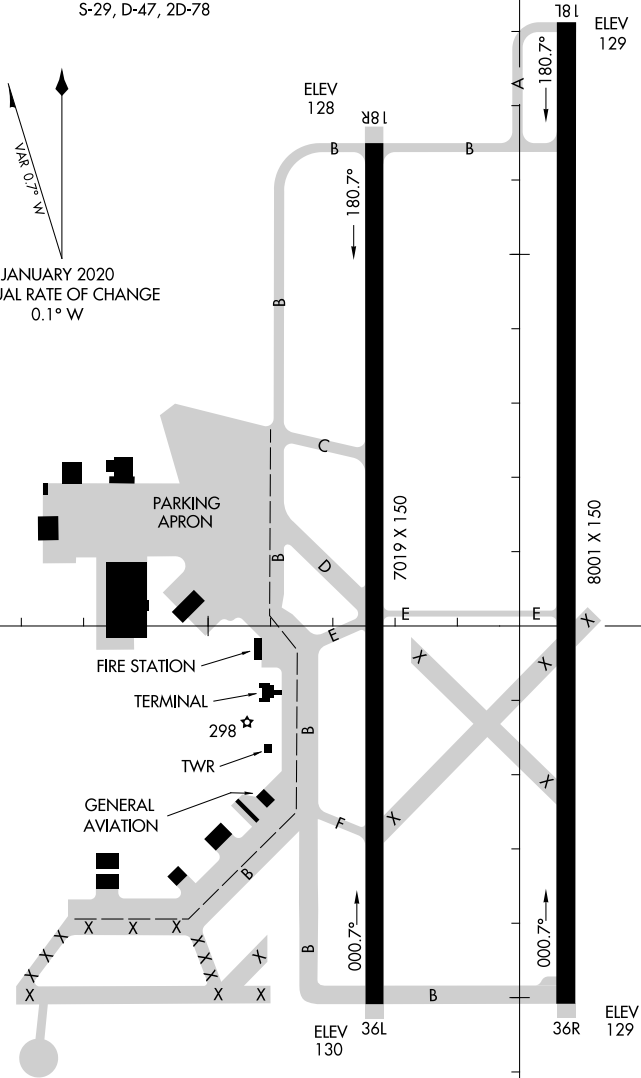 S-29, D-47, 2D-78
18L
ELEV
129
A
180.7°
ELEV
128
18R
VAR 0.7° W
B
B
180.7°
JANUARY 2020
UAL RATE OF CHANGE
0.1° W
B
C
PARKING
APRON
7019 X 150
8001 X 150
B
D
E
E
E
X
X
X
FIRE STATION
TERMINAL
298
B
TWR
X
GENERAL
AVIATION
F
X
B
X
X
X
X
X
X
X
X
X
X
X
X
B
000.7°
000.7°
X
X
X
B
ELEV
130
36L
36R
ELEV
129